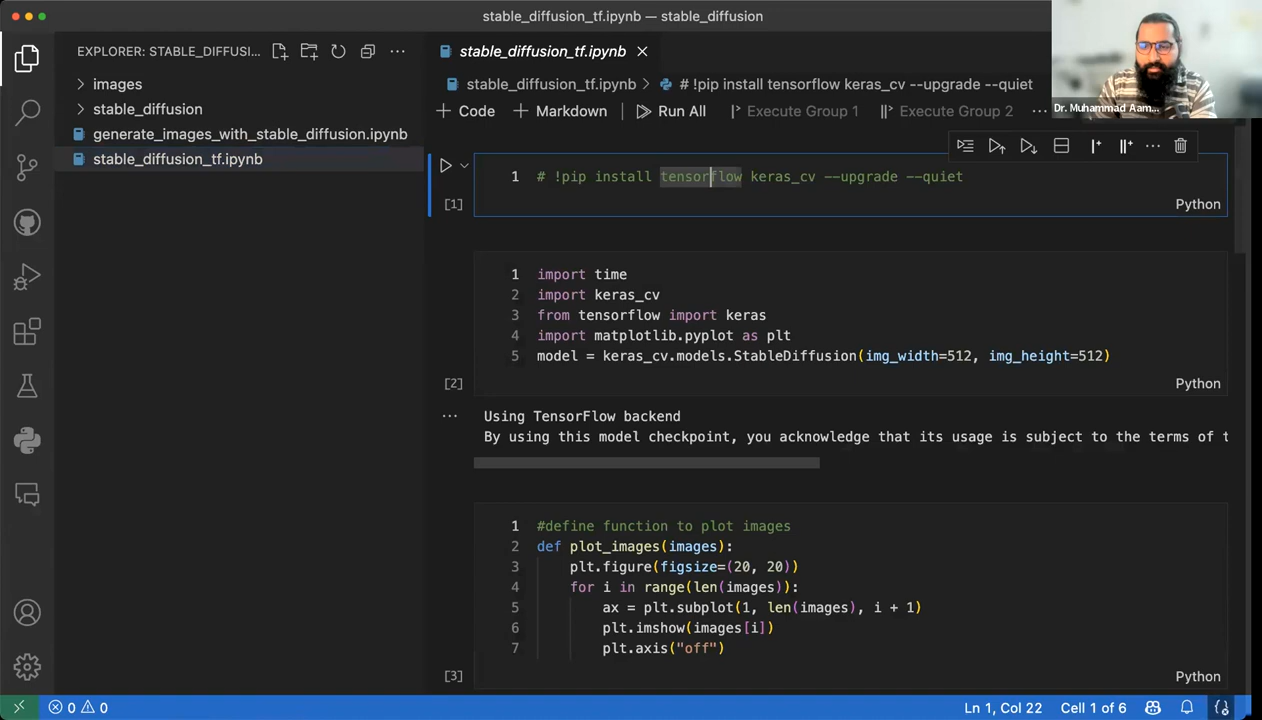 stable_diffusion_tf.ipynb — stable_diffusion
EXPLORER: STABLE_DIFFUSI...
stable_diffusion_tf.ipynb
images
stable_diffusion
generate_images_with_stable_diffusion.ipynb
stable_diffusion_tf.ipynb
stable_diffusion_tf.ipynb > # !pip install tensorflow keras_cv --upgrade --quiet
Code Markdown Run All Execute Group 1 Execute Group 2 ...
Dr. Muhammad Aam...
1 # !pip install tensorflow keras_cv --upgrade --quiet
[1] Python
1 import time
2 import keras_cv
3 from tensorflow import keras
4 import matplotlib.pyplot as plt
5 model = keras_cv.models.StableDiffusion(img_width=512, img_height=512)
[2] Python
Using TensorFlow backend
By using this model checkpoint, you acknowledge that its usage is subject to the terms of t
1 #define function to plot images
2 def plot_images(images):
3 plt.figure(figsize=(20, 20))
4 for i in range(len(images)):
5 ax = plt.subplot(1, len(images), i + 1)
6 plt.imshow(images[i])
7 plt.axis("off")
[3] Python
0 0 Ln 1, Col 22 Cell 1 of 6